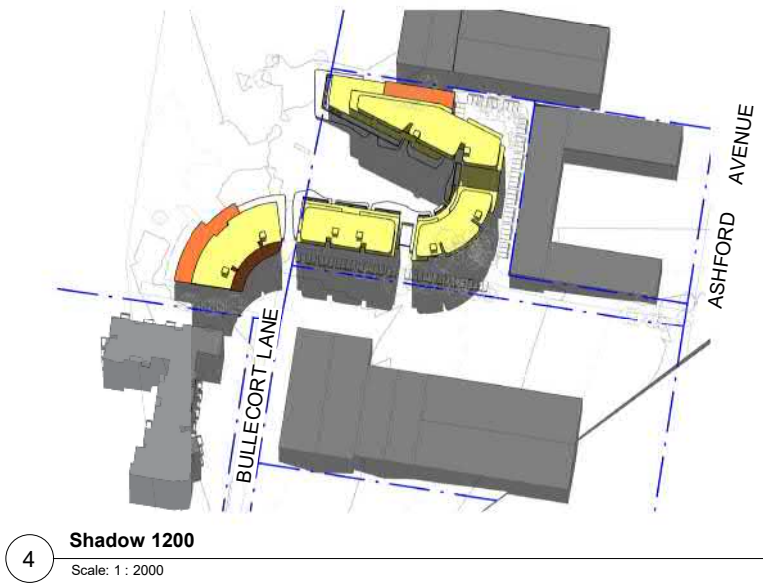 BULLECORT LANE
ASHFORD AVENUE
4
Shadow 1200
Scale: 1 : 2000